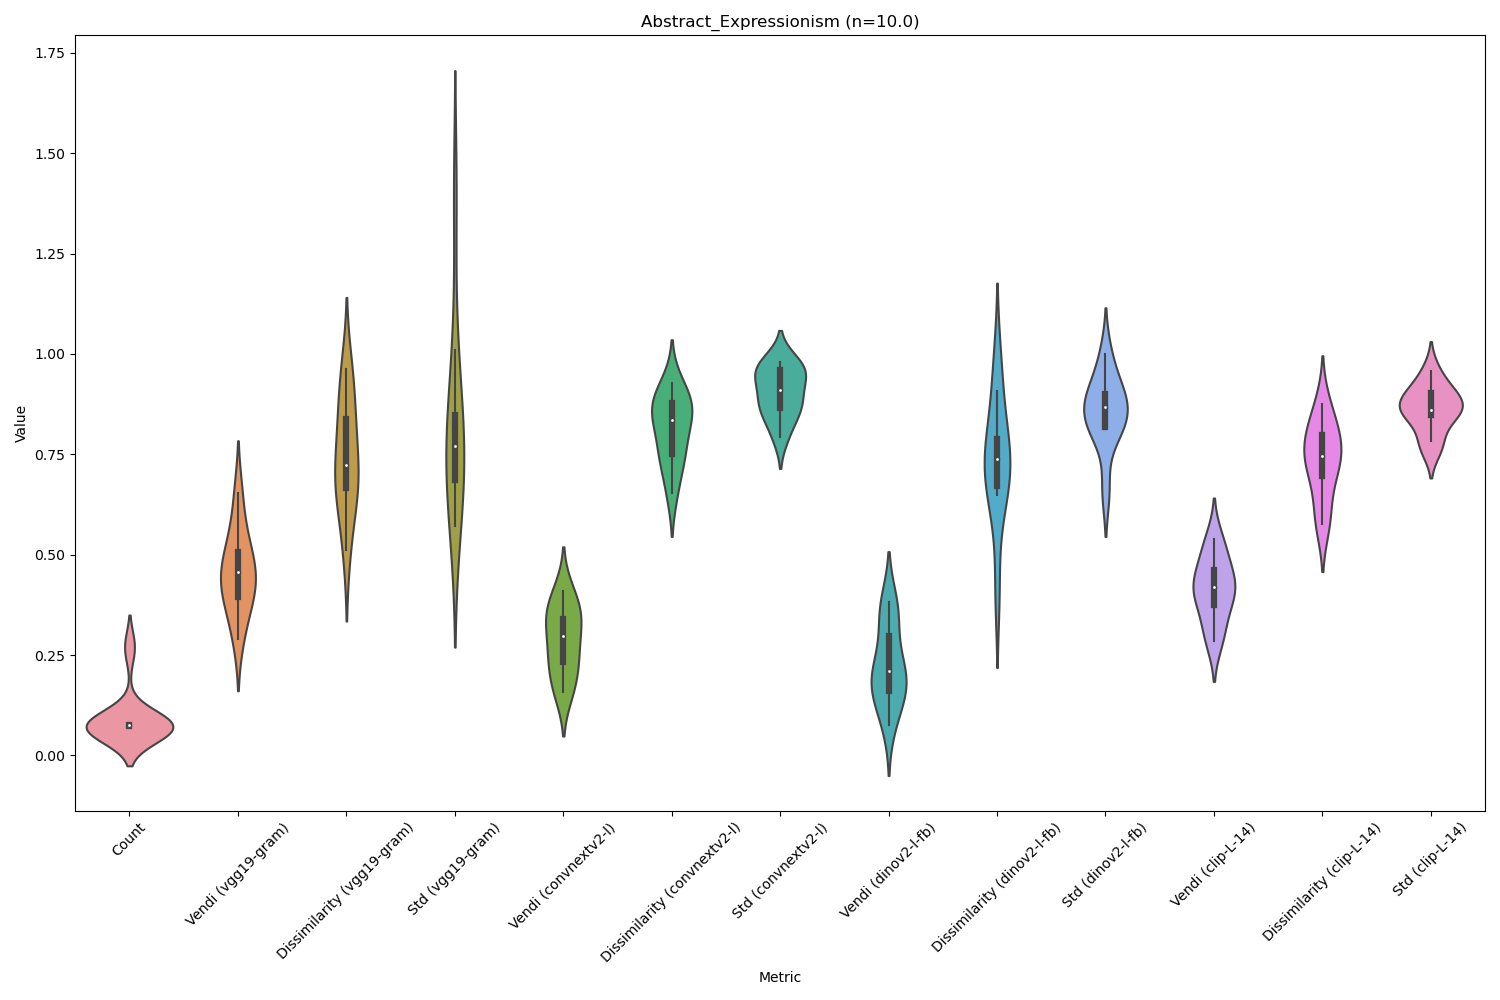 Abstract_Expressionism (n=10.0)
Value
1.75
1.50
1.25
1.00
0.75
0.50
0.25
0.00
Count
Vendi (vgg19-gram)
Dissimilarity (vgg19-gram)
Std (vgg19-gram)
Vendi (convnextv2-l)
Dissimilarity (convnextv2-l)
Std (convnextv2-l)
Vendi (dinov2-l-fb)
Dissimilarity (dinov2-l-fb)
Std (dinov2-l-fb)
Vendi (clip-L-14)
Dissimilarity (clip-L-14)
Std (clip-L-14)
Metric